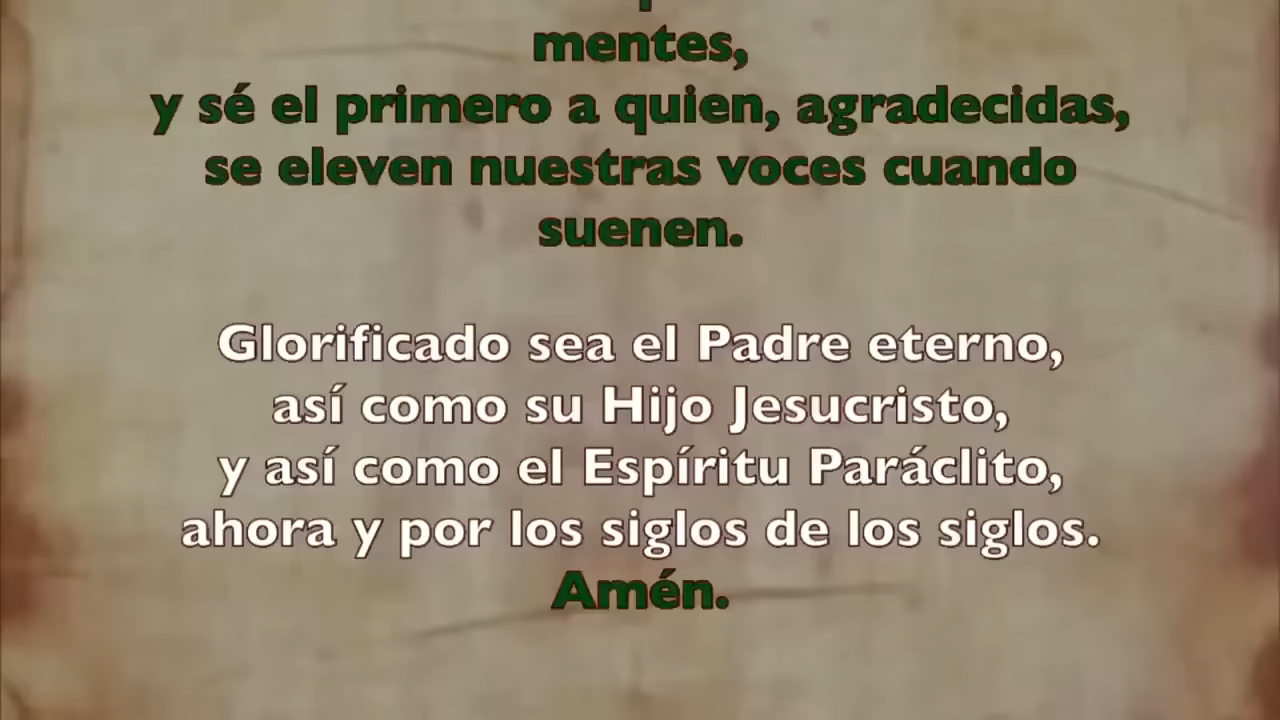 mentes,
y sé el primero a quien, agradecidas,
se eleven nuestras voces cuando
suenen.
Glorificado sea el Padre eterno,
así como su Hijo Jesucristo,
y así como el Espíritu Paráclito,
ahora y por los siglos de los siglos.
Amén.